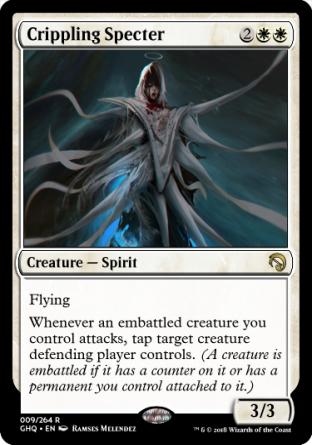 Crippling Specter 2
Creature — Spirit
Flying
Whenever an embattled creature you
control attacks, tap target creature
defending player controls. (A creature is
embattled if it has a counter on it or has a
permanent you control attached to it.)
3/3
009/264 R
GHQ • EN Ramses Melendez
™ & © 2018 Wizards of the Coast